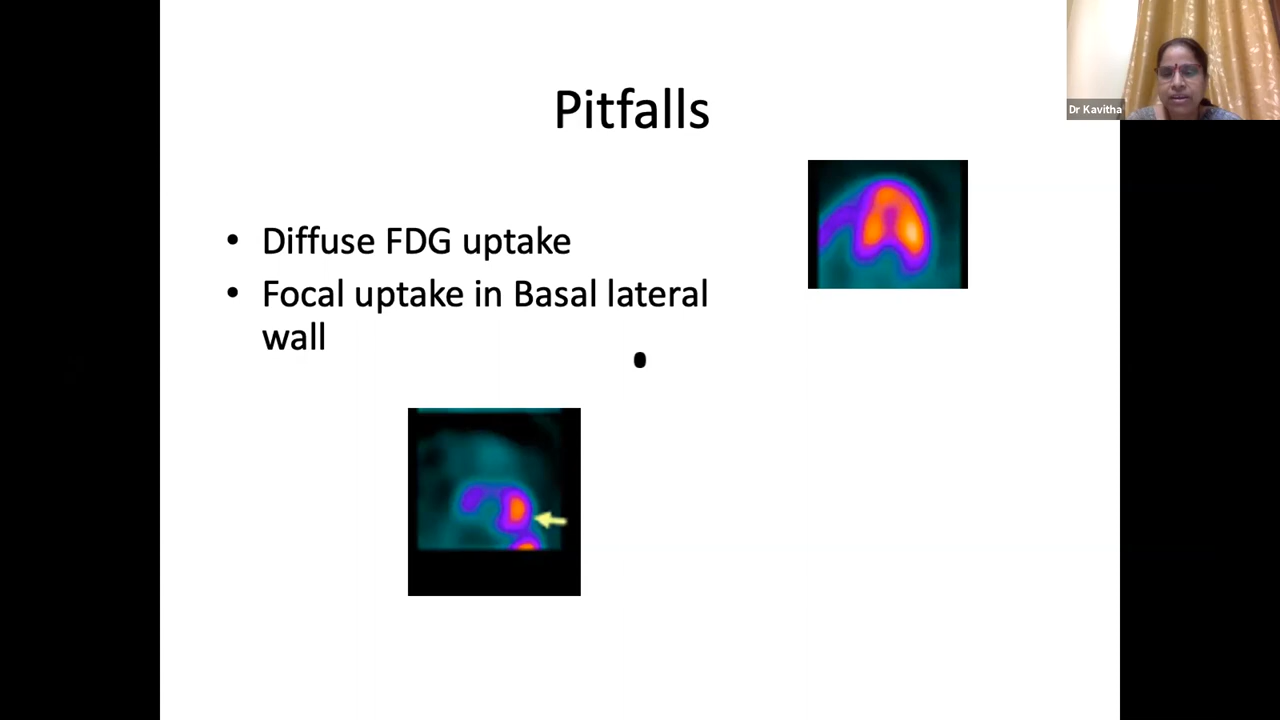 Pitfalls
Dr Kavitha
• Diffuse FDG uptake
• Focal uptake in Basal lateral
wall